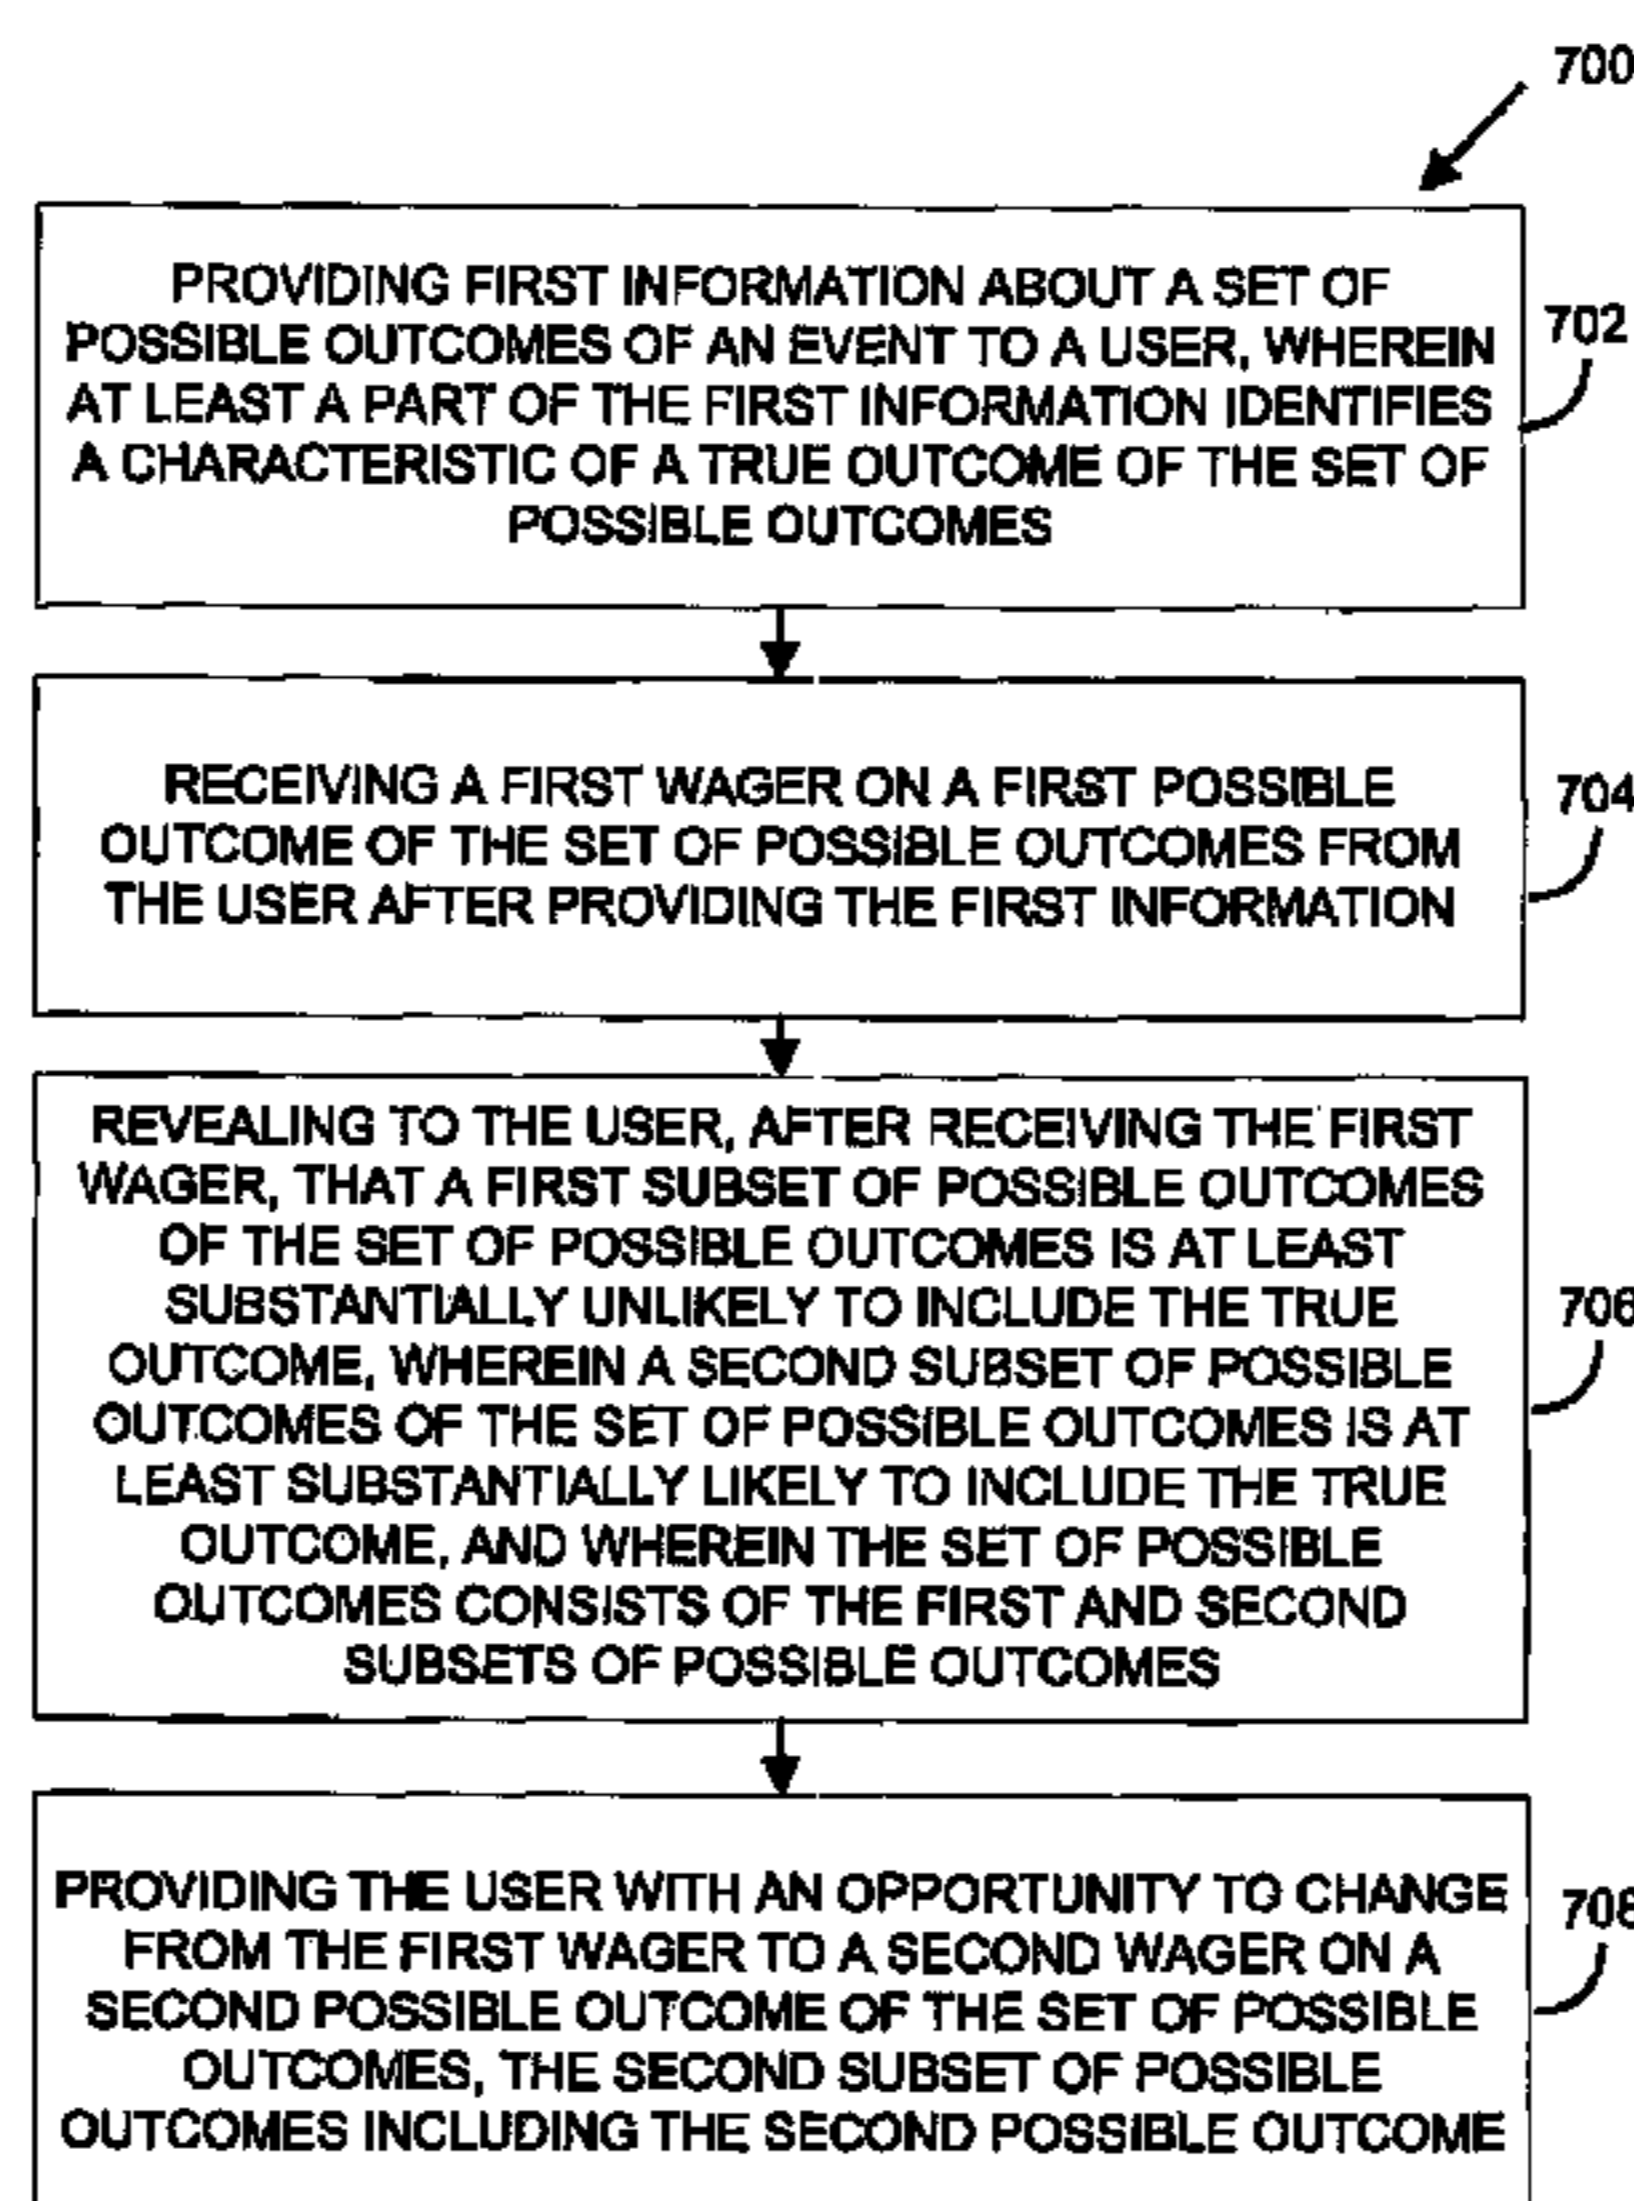 700
PROVIDING FIRST INFORMATION ABOUT A SET OF
POSSIBLE OUTCOMES OF AN EVENT TO A USER, WHEREIN
AT LEAST A PART OF THE FIRST INFORMATION IDENTIFIES
A CHARACTERISTIC OF A TRUE OUTCOME OF THE SET OF
POSSIBLE OUTCOMES
702
RECEIVING A FIRST WAGER ON A FIRST POSSIBLE
OUTCOME OF THE SET OF POSSIBLE OUTCOMES FROM
THE USER AFTER PROVIDING THE FIRST INFORMATION
704
REVEALING TO THE USER, AFTER RECEIVING THE FIRST
WAGER, THAT A FIRST SUBSET OF POSSIBLE OUTCOMES
OF THE SET OF POSSIBLE OUTCOMES IS AT LEAST
SUBSTANTIALLY UNLIKELY TO INCLUDE THE TRUE
OUTCOME, WHEREIN A SECOND SUBSET OF POSSIBLE
OUTCOMES OF THE SET OF POSSIBLE OUTCOMES IS AT
LEAST SUBSTANTIALLY LIKELY TO INCLUDE THE TRUE
OUTCOME, AND WHEREIN THE SET OF POSSIBLE
OUTCOMES CONSISTS OF THE FIRST AND SECOND
SUBSETS OF POSSIBLE OUTCOMES
706
PROVIDING THE USER WITH AN OPPORTUNITY TO CHANGE
FROM THE FIRST WAGER TO A SECOND WAGER ON A
SECOND POSSIBLE OUTCOME OF THE SET OF POSSIBLE
OUTCOMES, THE SECOND SUBSET OF POSSIBLE
OUTCOMES INCLUDING THE SECOND POSSIBLE OUTCOME
708